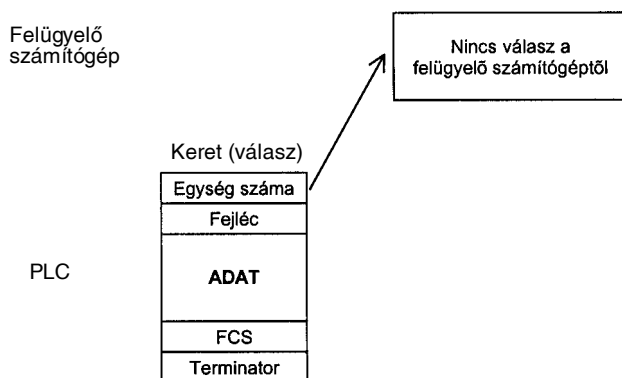 Felügyelő
számítógép
Nincs válasz a
felügyelő számítógéptől
Keret (válasz)
Egység száma
Fejléc
PLC
ADAT
FCS
Terminator